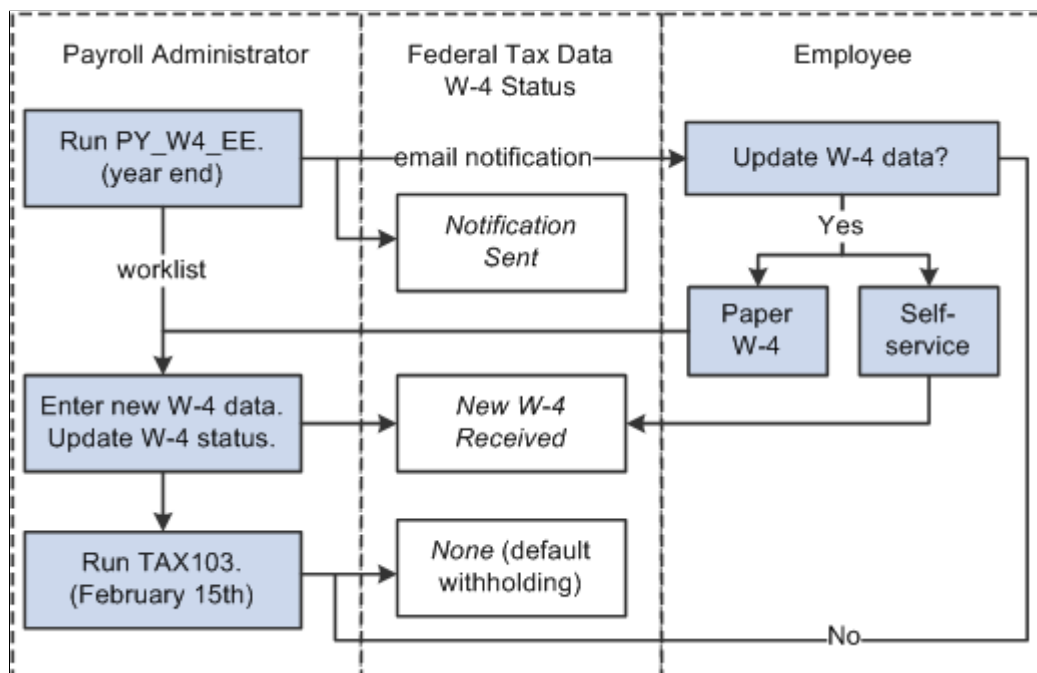 Payroll Administrator
Federal Tax Data
W-4 Status
Employee
Run PY_W4_EE.
(year end)
email notification
Update W-4 data?
Notification
Sent
Yes
worklist
Paper
W-4
Self-
service
Enter new W-4 data.
Update W-4 status.
New W-4
Received
Run TAX103.
(February 15th)
None (default
withholding)
No